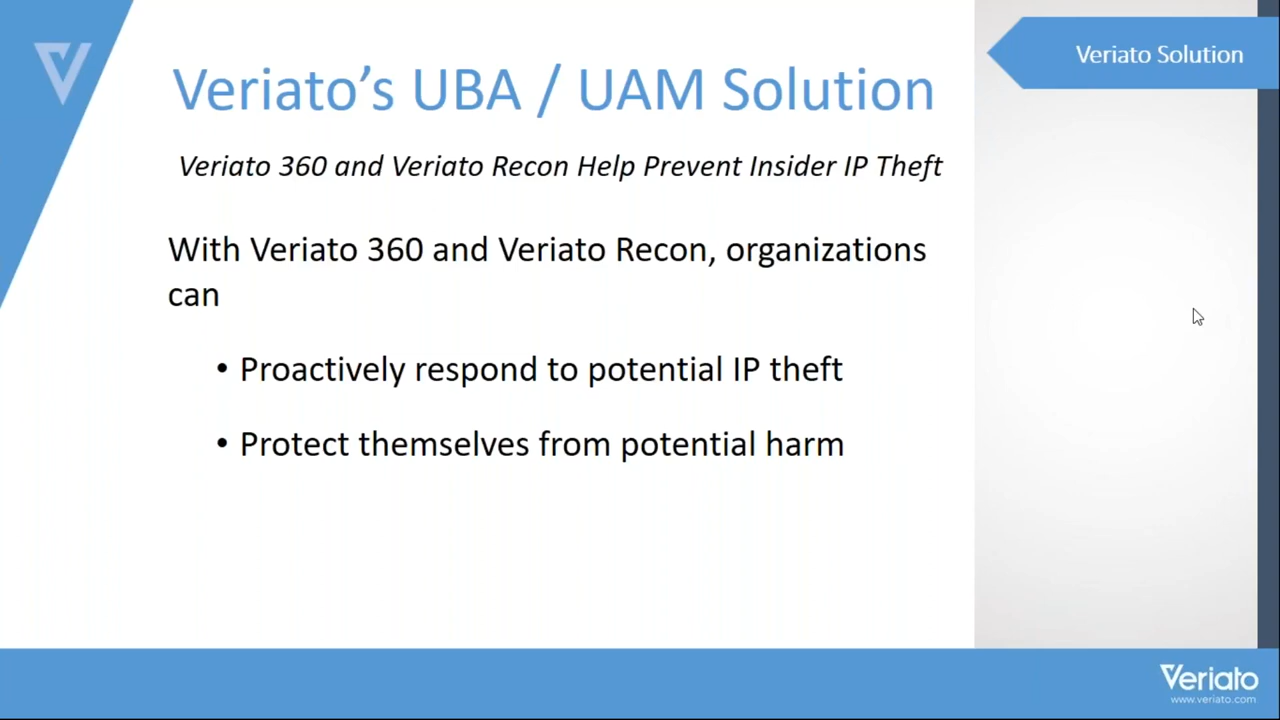 Veriato Solution
Veriato's UBA / UAM Solution
Veriato 360 and Veriato Recon Help Prevent Insider IP Theft
With Veriato 360 and Veriato Recon, organizations
can
• Proactively respond to potential IP theft
• Protect themselves from potential harm
Veriato
www.veriato.com